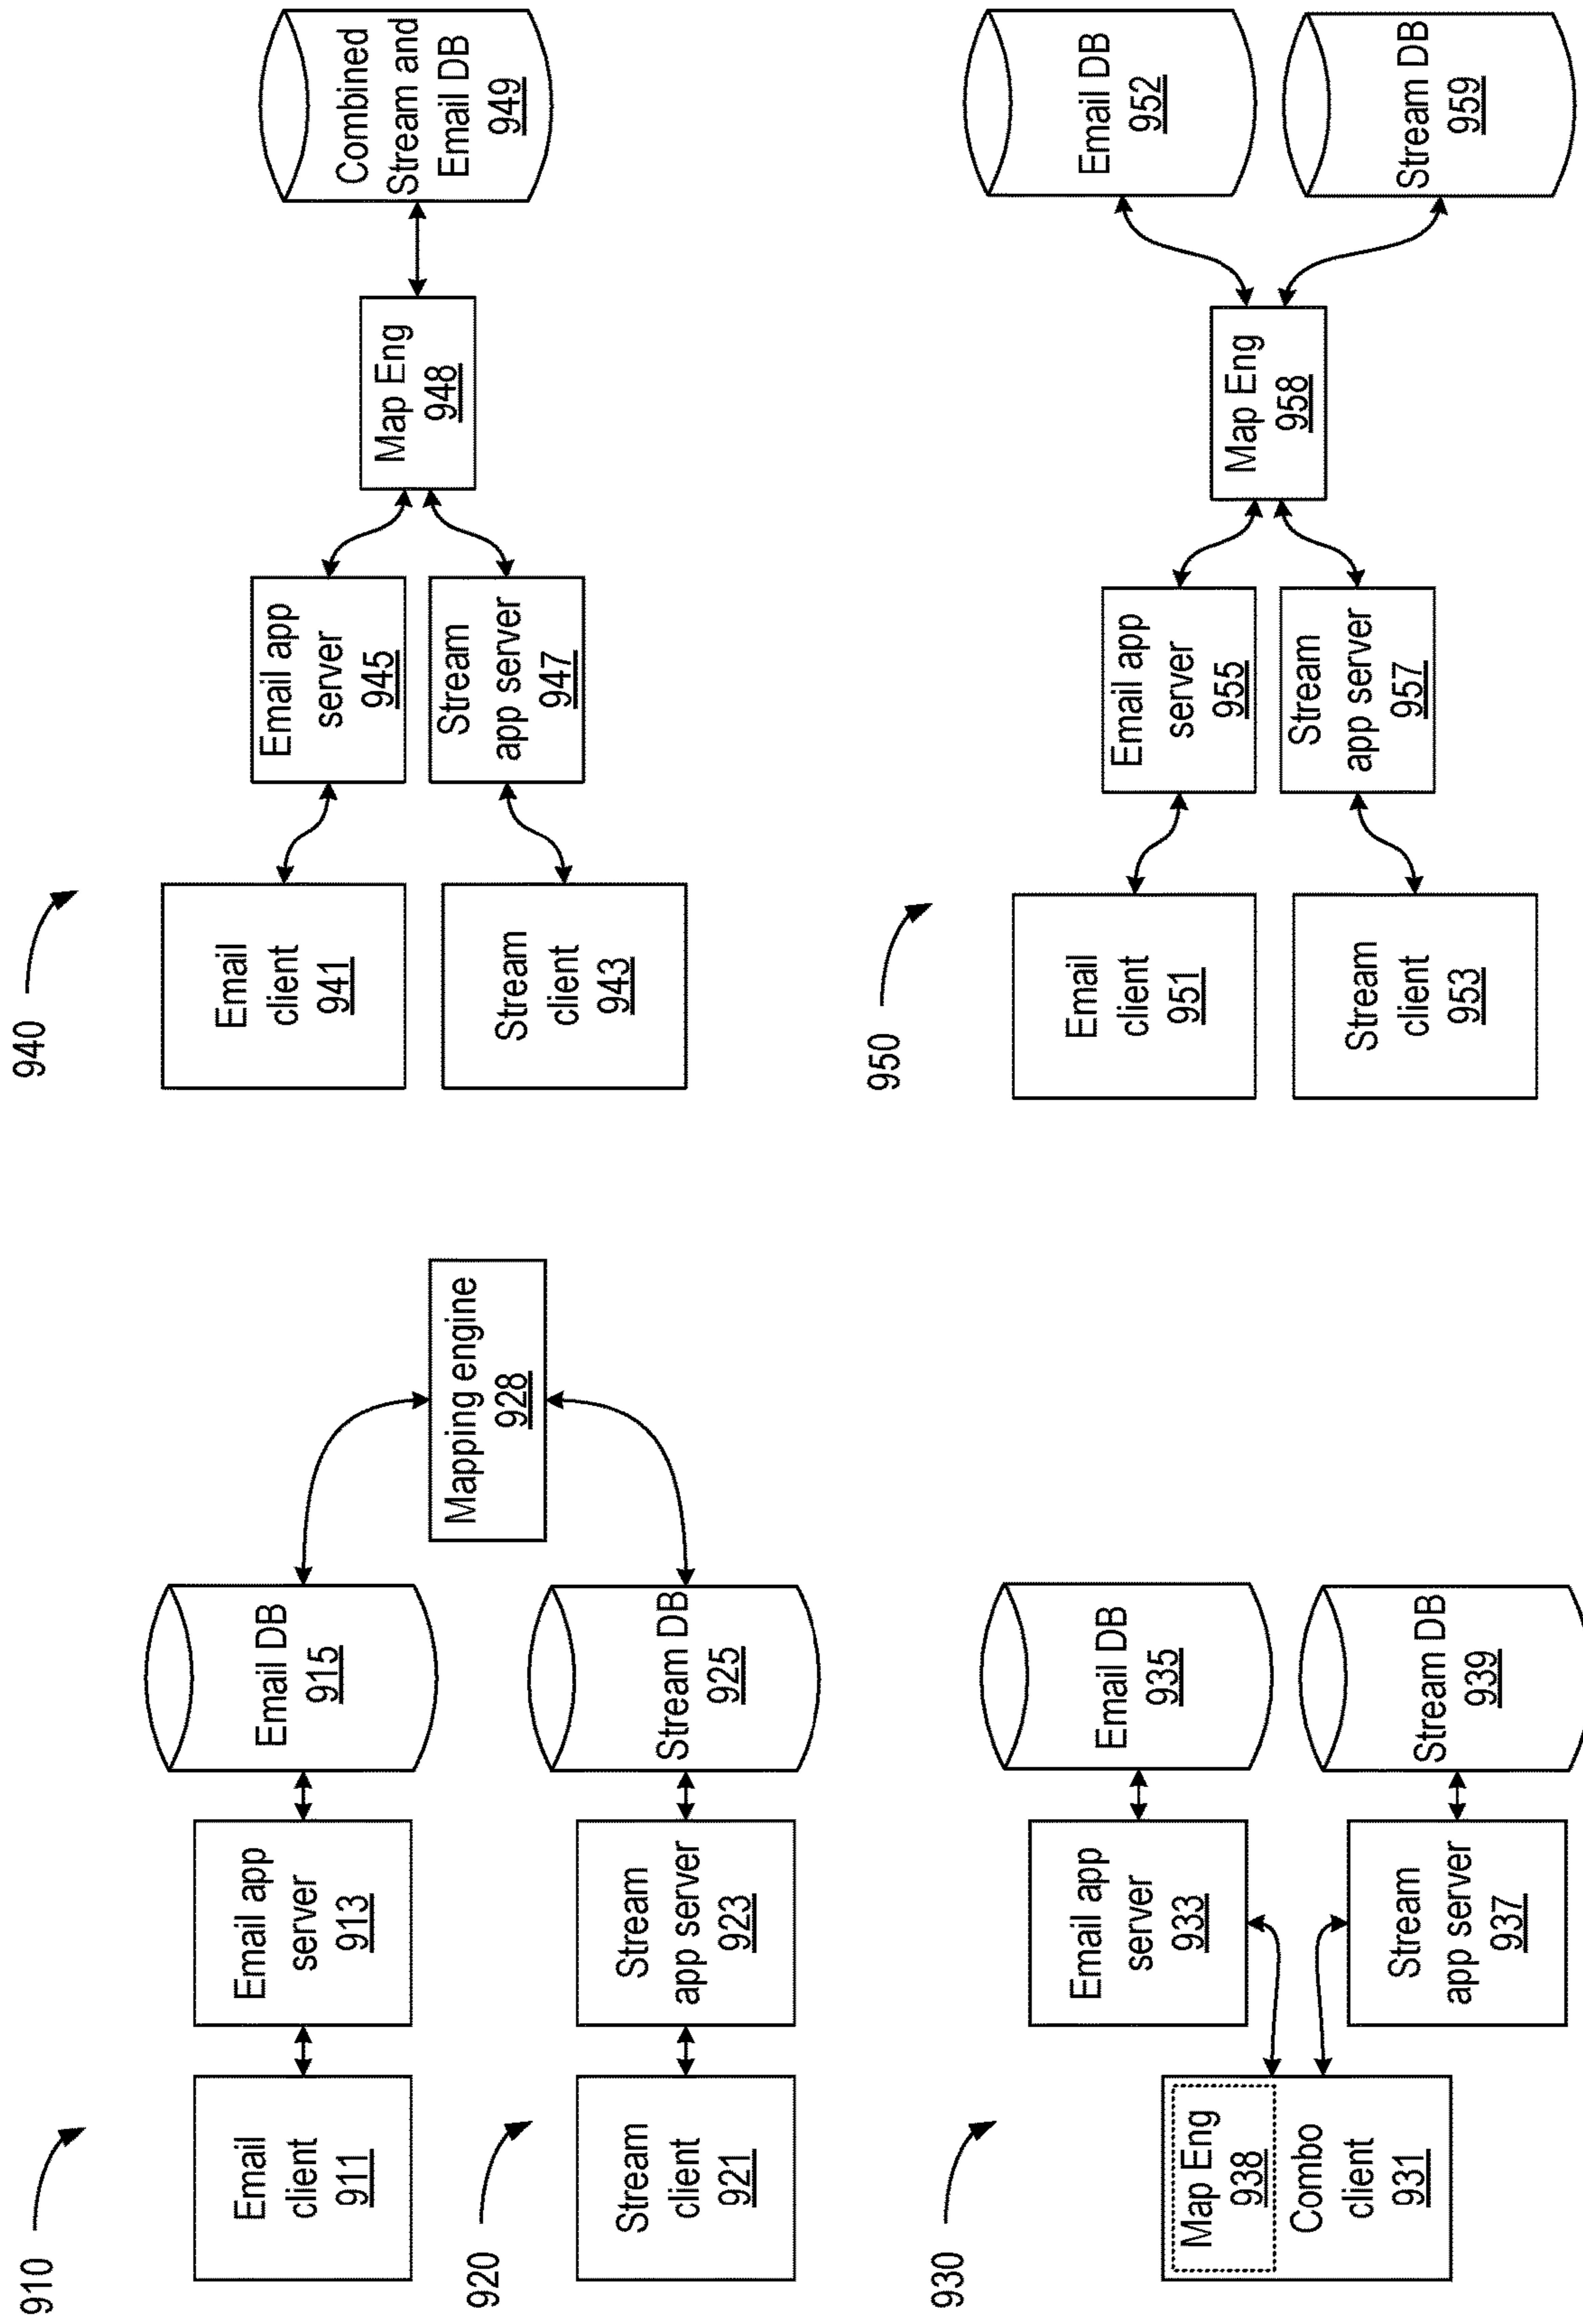 910
Email
client
911
Email app
server
913
Email DB
915
920
Stream
client
921
Stream
app server
923
Stream DB
925
Mapping engine
928
930
Map Eng
938
Combo
client
931
Email app
server
933
Email DB
935
Stream
app server
937
Stream DB
939
940
Email
client
941
Stream
client
943
Email app
server
945
Stream
app server
947
Map Eng
948
Combined
Stream and
Email DB
949
950
Email
client
951
Stream
client
953
Email app
server
955
Stream
app server
957
Map Eng
958
Email DB
952
Stream DB
959